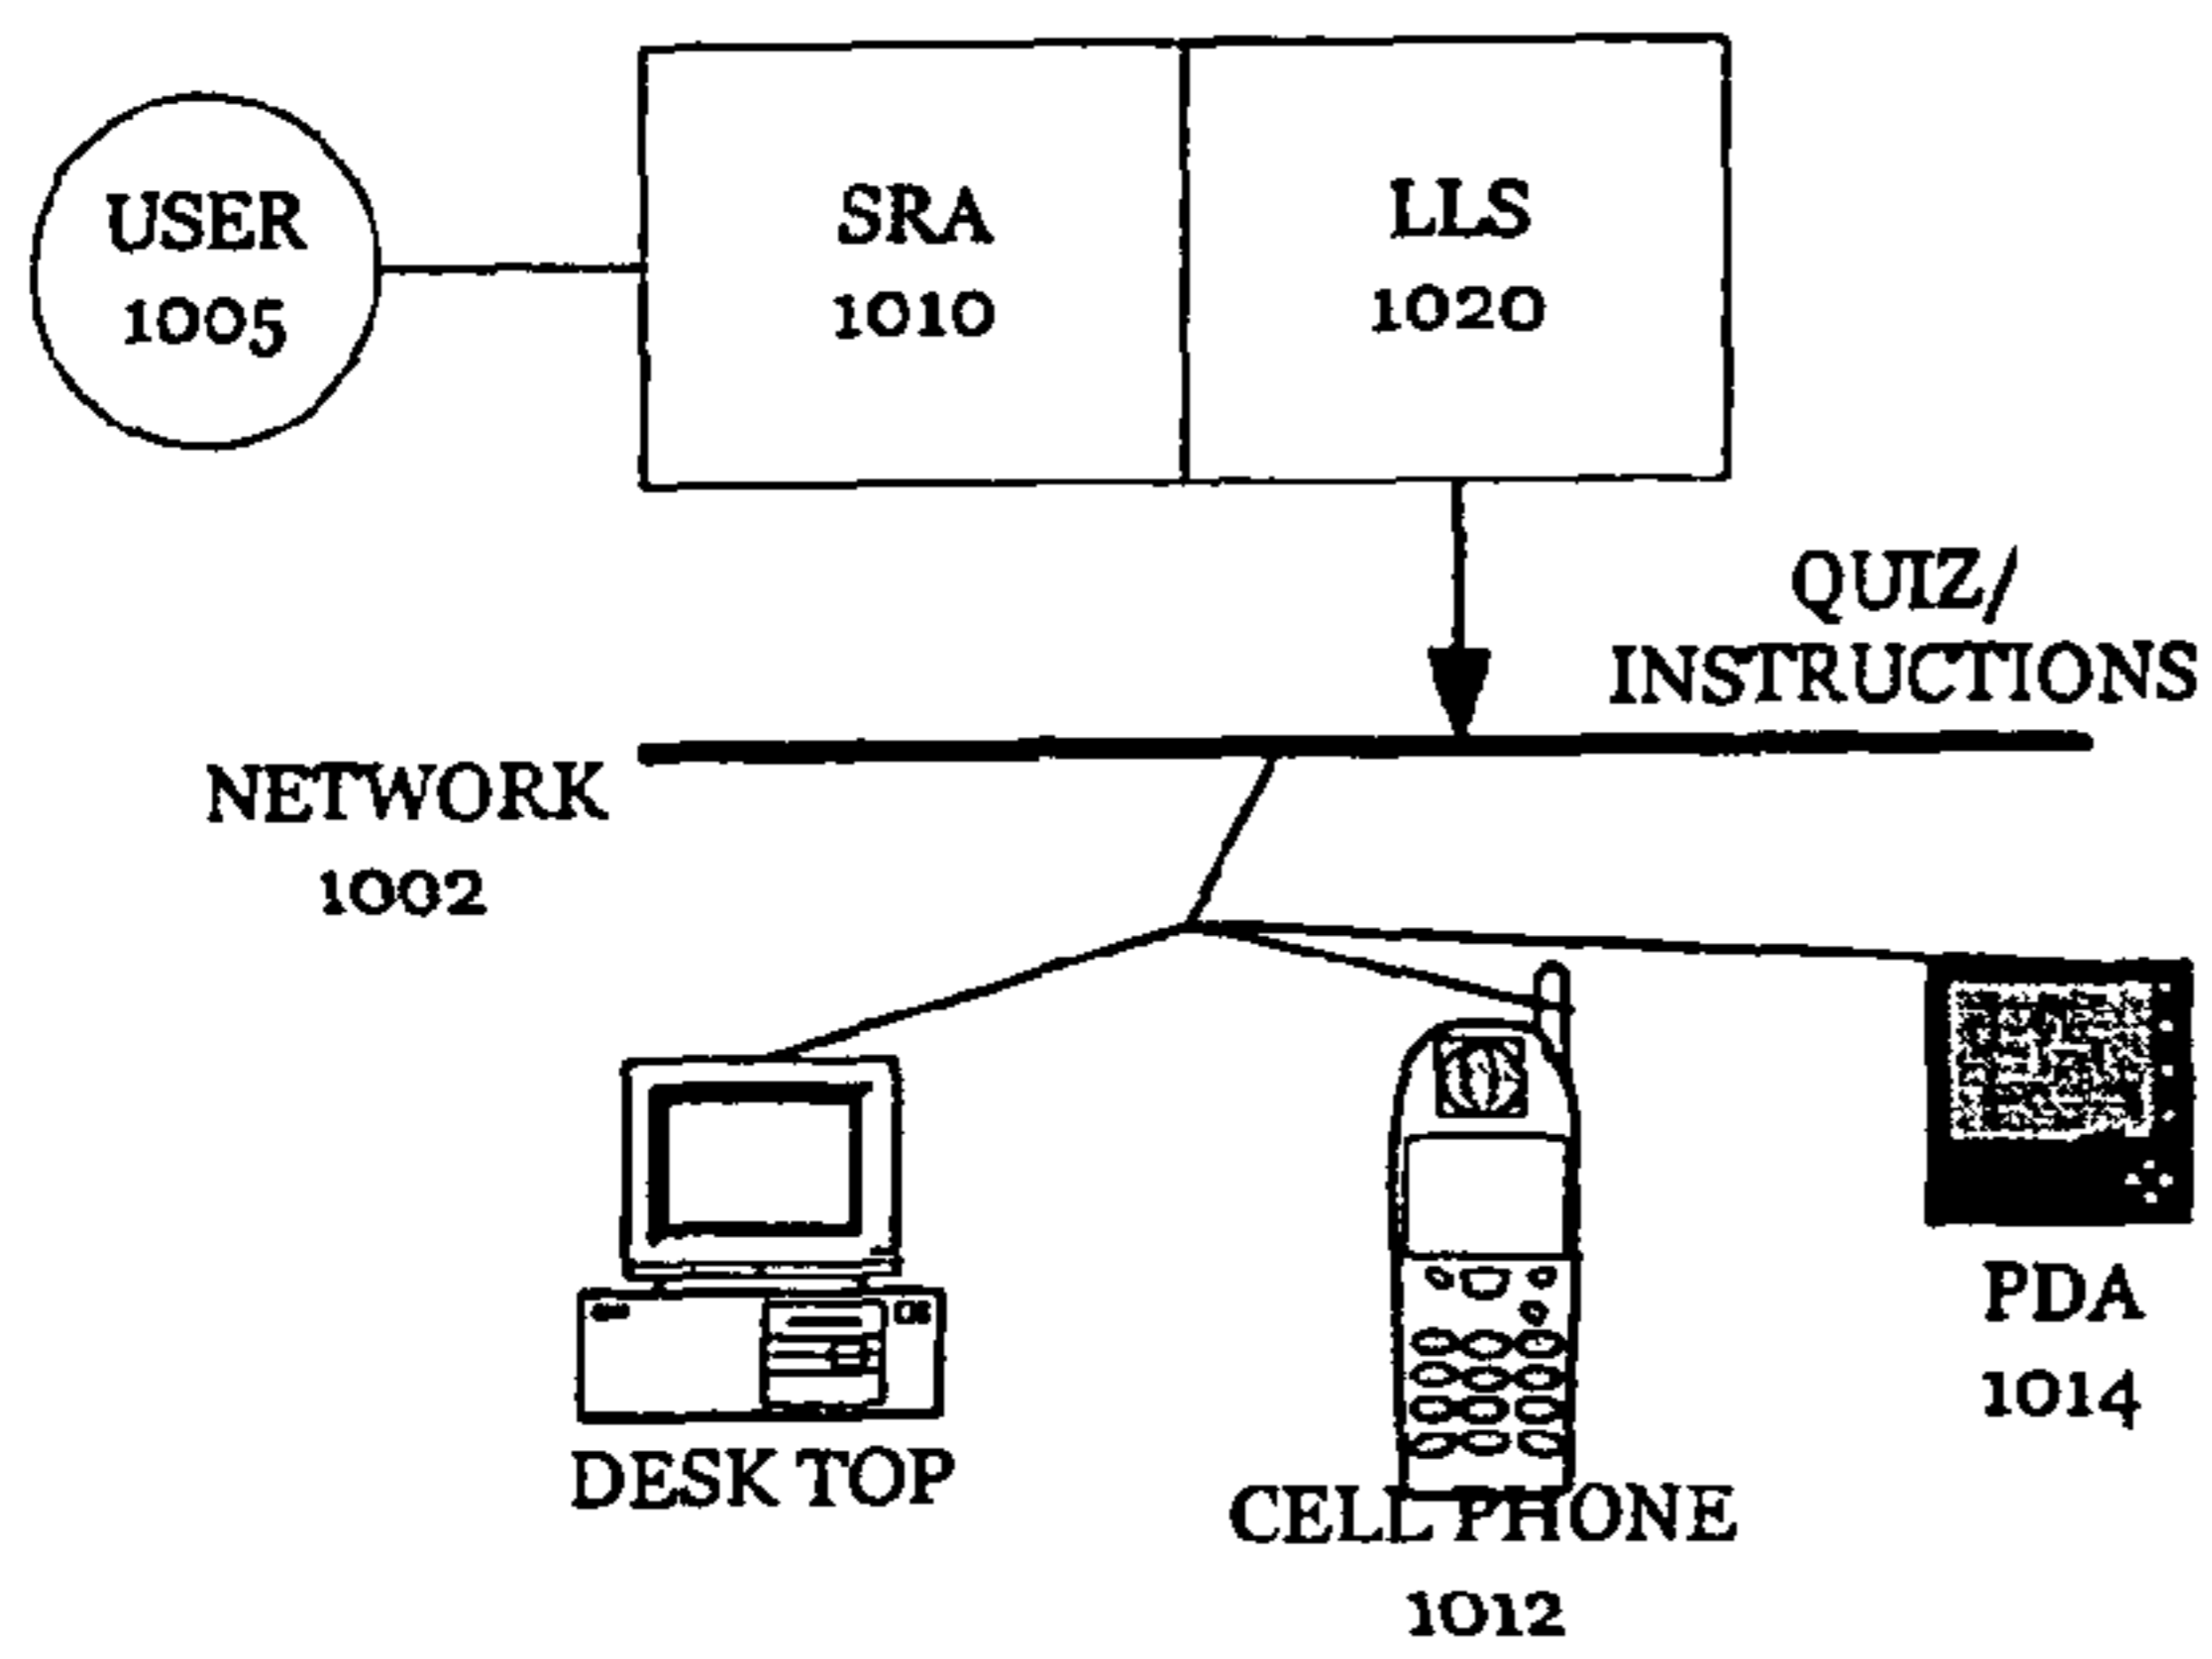 USER
1005
SRA
1010
LLS
1020
QUIZ/
INSTRUCTIONS
NETWORK
1002
DESK TOP
CELL PHONE
1012
PDA
1014